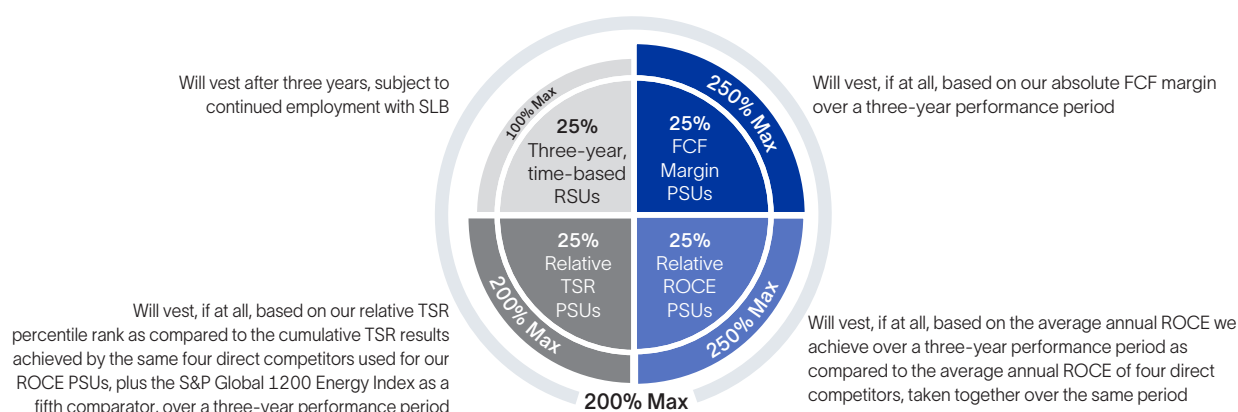 Will vest after three years, subject to
continued employment with SLB
100% Max
25%
Three-year,
time-based
RSUs
250% Max
25%
FCF
Margin
PSUs
Will vest, if at all, based on our absolute FCF margin
over a three-year performance period
Will vest, if at all, based on our relative TSR
percentile rank as compared to the cumulative TSR results
achieved by the same four direct competitors used for our
ROCE PSUs, plus the S&P Global 1200 Energy Index as a
fifth comparator, over a three-year performance period
200% Max
25%
Relative
TSR
PSUs
25%
Relative
ROCE
PSUs
250% Max
Will vest, if at all, based on the average annual ROCE we
achieve over a three-year performance period as
compared to the average annual ROCE of four direct
competitors, taken together over the same period
200% Max